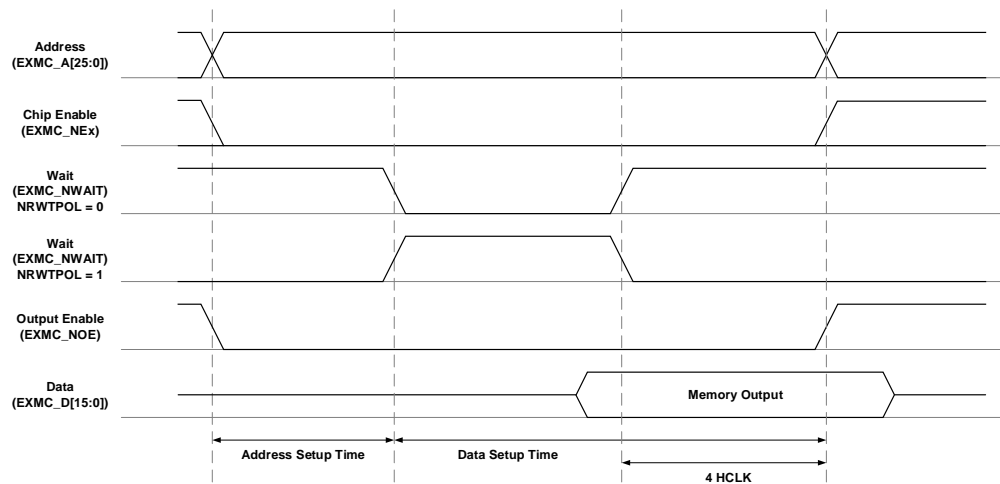 Address
(EXMC_A[25:0])
Chip Enable
(EXMC_NEx)
Wait
(EXMC_NWAIT)
NRWTPOL = 0
Wait
(EXMC_NWAIT)
NRWTPOL = 1
Output Enable
(EXMC_NOE)
Data
(EXMC_D[15:0])
Memory Output
Address Setup Time
Data Setup Time
4 HCLK